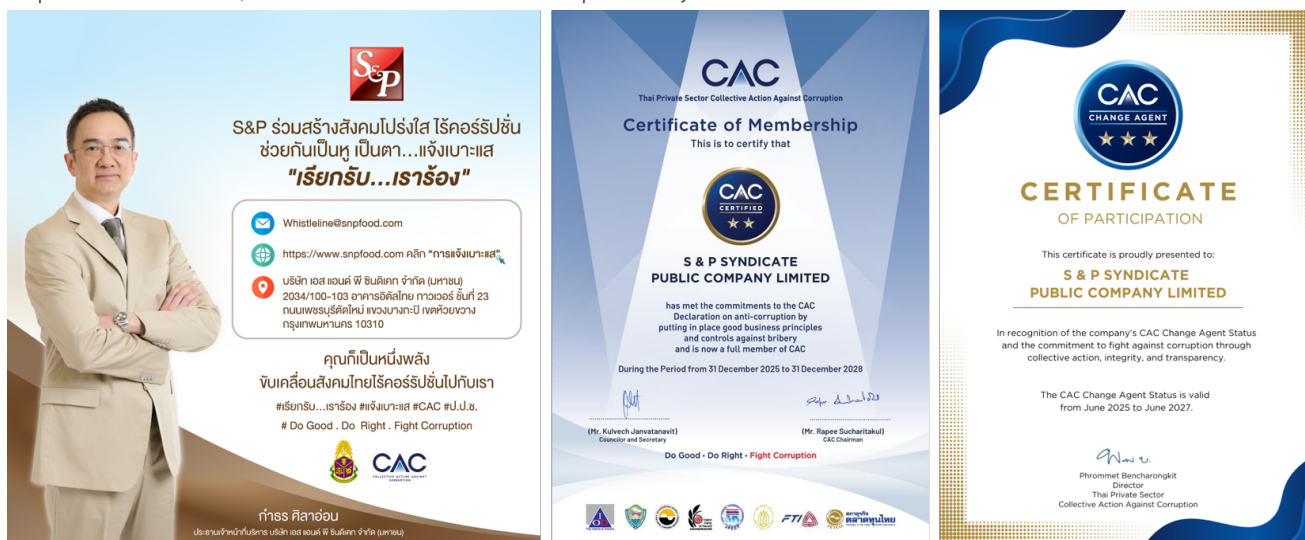 S&P
S&P ร่วมสร้างสังคมโปร่งใส ไร้คอร์รัปชั่น
ช่วยกันเป็นหู เป็นตา...แจ้งเบาะแส
"เรียกรับ...เราร้อง"
Whistleline@snpfood.com
https://www.snpfood.com คลิก "การแจ้งเบาะแส"
บริษัท เอส แอนด์ พี ซินดิเคท จำกัด (มหาชน)
2034/100-103 อาคารอิตัลไทย ทาวเวอร์ ชั้นที่ 23
ถนนเพชรบุรีตัดใหม่ แขวงบางกะปิ เขตห้วยขวาง
กรุงเทพมหานคร 10310
คุณก็เป็นหนึ่งพลัง
ขับเคลื่อนสังคมไทยไร้คอร์รัปชั่นไปกับเรา
#เรียกรับ...เราร้อง #แจ้งเบาะแส #CAC #ป.ป.ช.
# Do Good . Do Right . Fight Corruption
CAC
COLLECTIVE ACTION AGAINST
CORRUPTION
กำธร ศิลาอ่อน
ประธานเจ้าหน้าที่บริหาร บริษัท เอส แอนด์ พี ซินดิเคท จำกัด (มหาชน)
CAC
Thai Private Sector Collective Action Against Corruption
Certificate of Membership
This is to certify that
CAC
CERTIFIED
S & P SYNDICATE
PUBLIC COMPANY LIMITED
has met the commitments to the CAC
Declaration on anti-corruption by
putting in place good business principles
and controls against bribery
and is now a full member of CAC
During the Period from 31 December 2025 to 31 December 2028
(Mr. Kulvech Janvatanavit)
Councilor and Secretary
(Mr. Rapee Sucharitakul)
CAC Chairman
Do Good • Do Right • Fight Corruption
IOD
FTI
ตลาดทุนไทย
CAC
CHANGE AGENT
CERTIFICATE
OF PARTICIPATION
This certificate is proudly presented to:
S & P SYNDICATE
PUBLIC COMPANY LIMITED
In recognition of the company's CAC Change Agent Status
and the commitment to fight against corruption through
collective action, integrity, and transparency.
The CAC Change Agent Status is valid
from June 2025 to June 2027.
Phrommet Bencharongkit
Director
Thai Private Sector
Collective Action Against Corruption